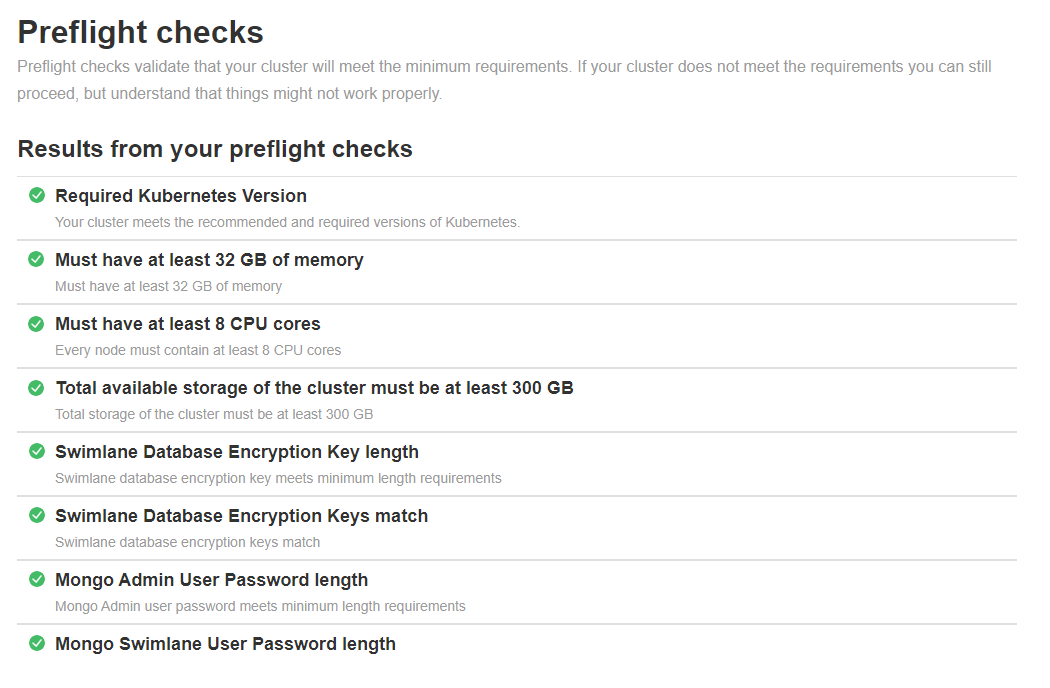 Preflight checks
Preflight checks validate that your cluster will meet the minimum requirements. If your cluster does not meet the requirements you can still
proceed, but understand that things might not work properly.
Results from your preflight checks
Required Kubernetes Version
Your cluster meets the recommended and required versions of Kubernetes.
Must have at least 32 GB of memory
Must have at least 32 GB of memory
Must have at least 8 CPU cores
Every node must contain at least 8 CPU cores
Total available storage of the cluster must be at least 300 GB
Total storage of the cluster must be at least 300 GB
Swimlane Database Encryption Key length
Swimlane database encryption key meets minimum length requirements
Swimlane Database Encryption Keys match
Swimlane database encryption keys match
Mongo Admin User Password length
Mongo Admin user password meets minimum length requirements
Mongo Swimlane User Password length